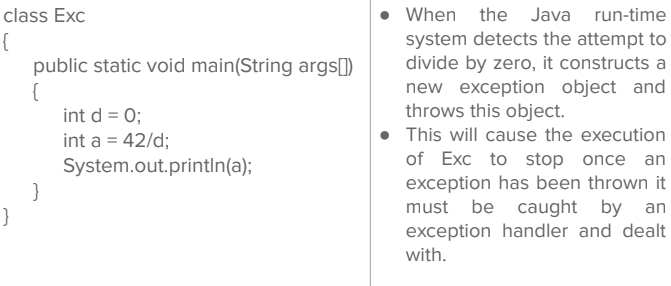 class Exc
{
public static void main(String args[])
{
int d = 0;
int a = 42/d;
System.out.println(a);
}
}
● When the Java run-time
system detects the attempt to
divide by zero, it constructs a
new exception object and
throws this object.
● This will cause the execution
of Exc to stop once an
exception has been thrown it
must be caught by an
exception handler and dealt
with.